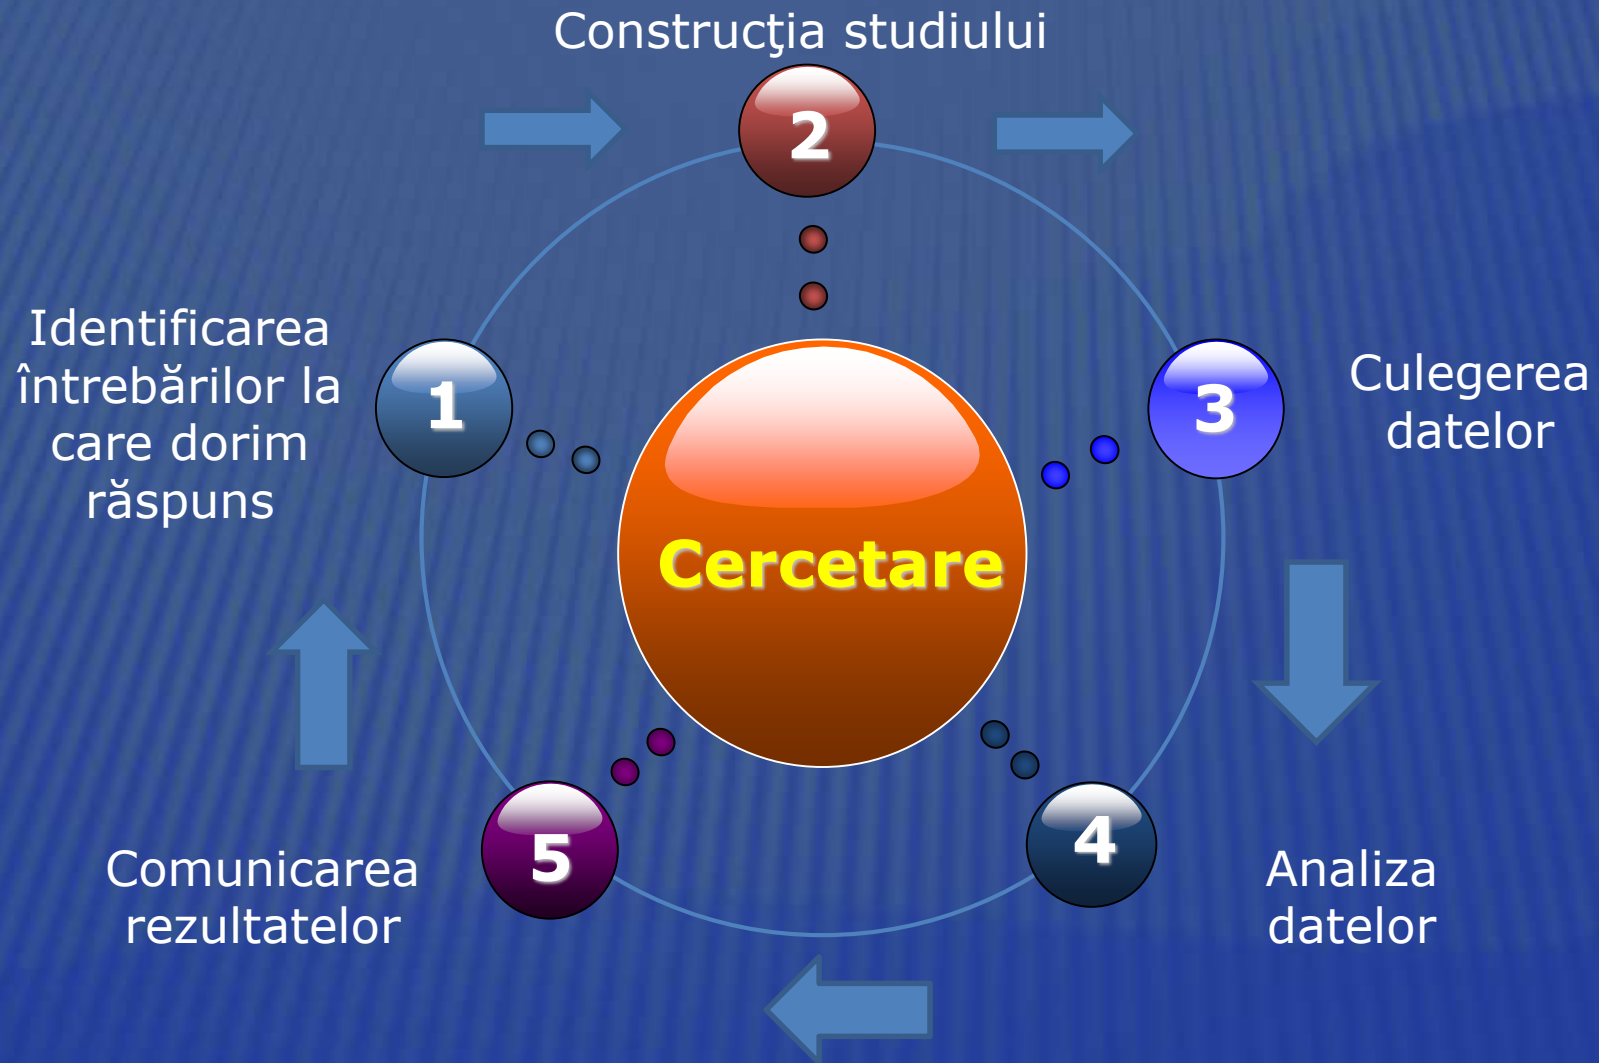 Construcţia studiului
2
Identificarea
întrebărilor la
care dorim
răspuns
1
3
Culegerea
datelor
Cercetare
5
4
Comunicarea
rezultatelor
Analiza
datelor